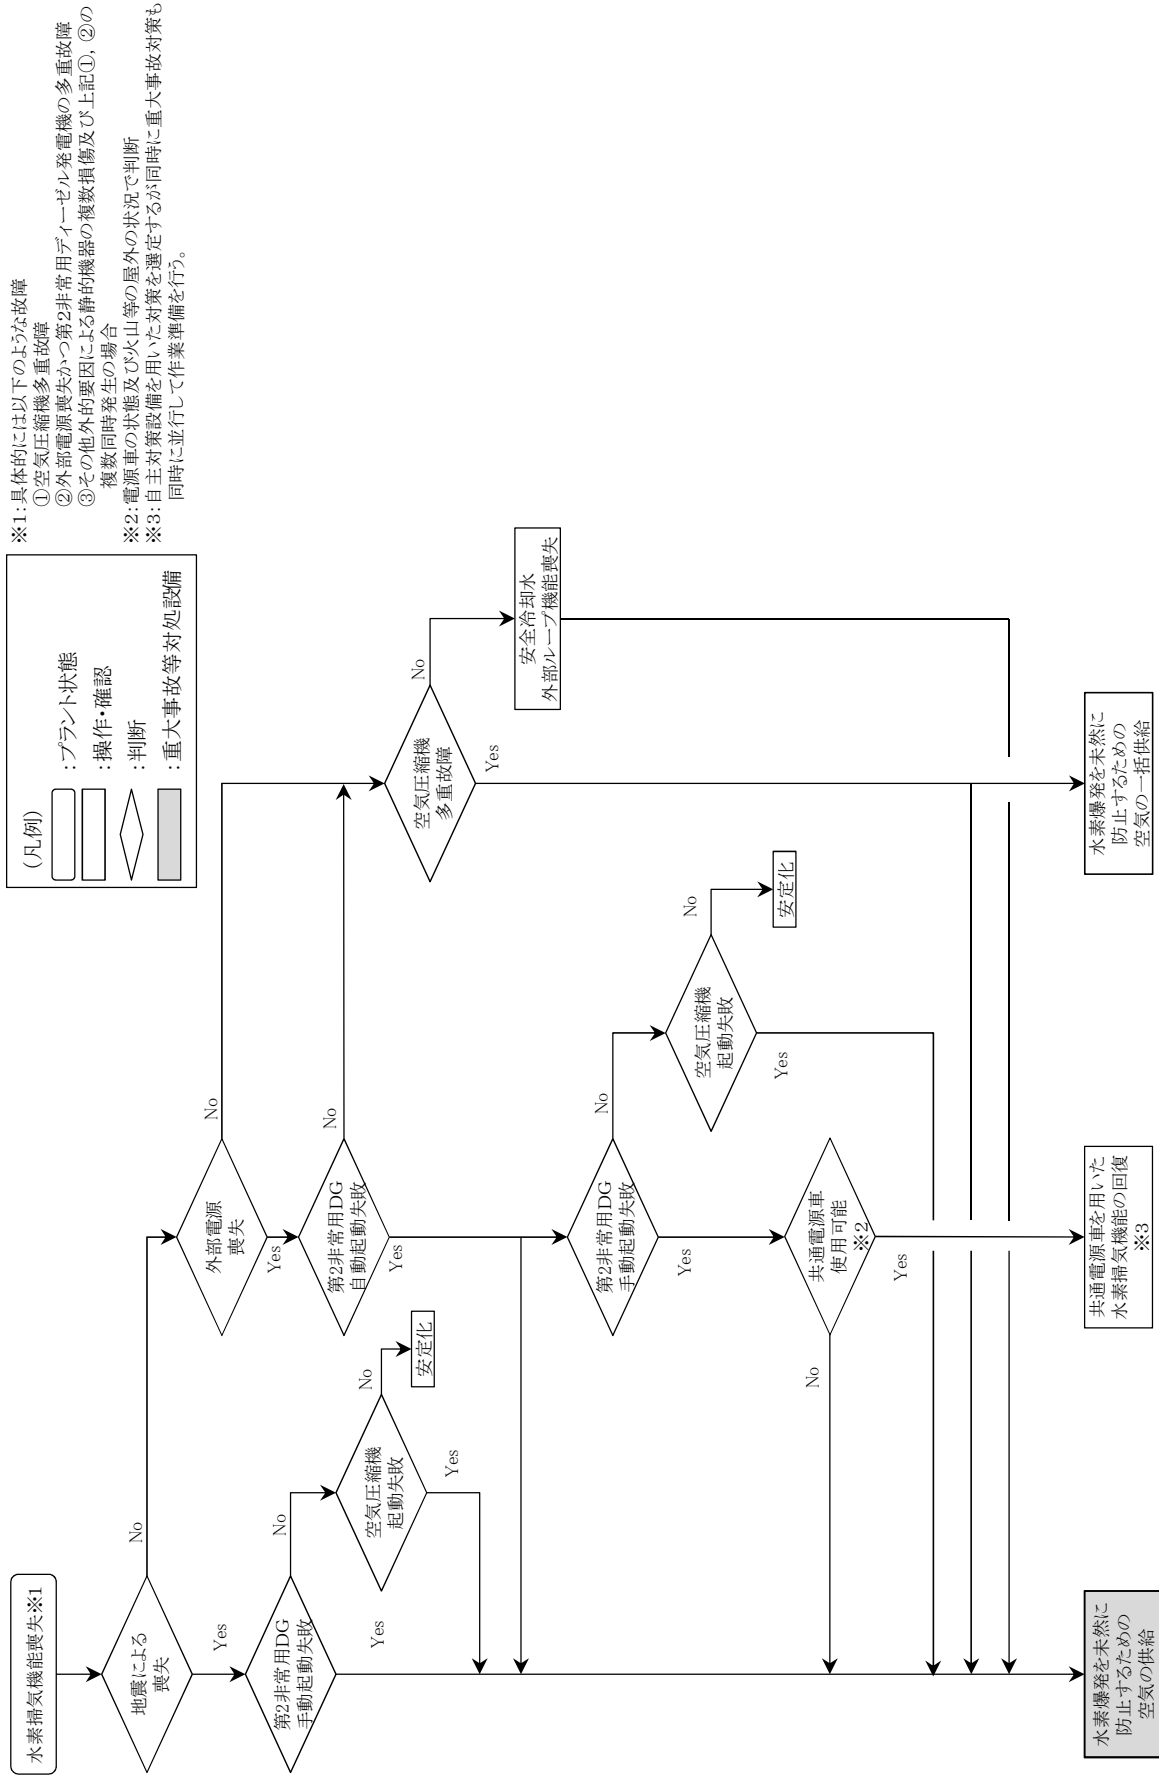 水素掃気機能喪失※1
地震による
喪失
No
Yes
第2非常用DG
手動起動失敗
No
Yes
空気圧縮機
起動失敗
No
Yes
安定化
外部電源
喪失
No
Yes
第2非常用DG
自動起動失敗
No
Yes
第2非常用DG
手動起動失敗
No
Yes
空気圧縮機
起動失敗
No
Yes
安定化
共通電源車
使用可能
※2
No
Yes
空気圧縮機
多重故障
No
Yes
安全冷却水
外部ループ機能喪失
水素爆発を未然に
防止するための
空気の供給
共通電源車を用いた
水素掃気機能の回復
※3
水素爆発を未然に
防止するための
空気の一括供給
(凡例)
:プラント状態
:操作・確認
:判断
:重大事故等対処設備
※1:具体的には以下のような故障
①空気圧縮機多重故障
②外部電源喪失かつ第2非常用ディーゼル発電機の多重故障
③その他外的要因による静的機器の複数損傷及び上記①,②の
複数同時発生の場合
※2:電源車の状態及び火山等の屋外の状況で判断
※3:自主対策設備を用いた対策を選定するが同時に重大事故対策も
同時に並行して作業準備を行う。